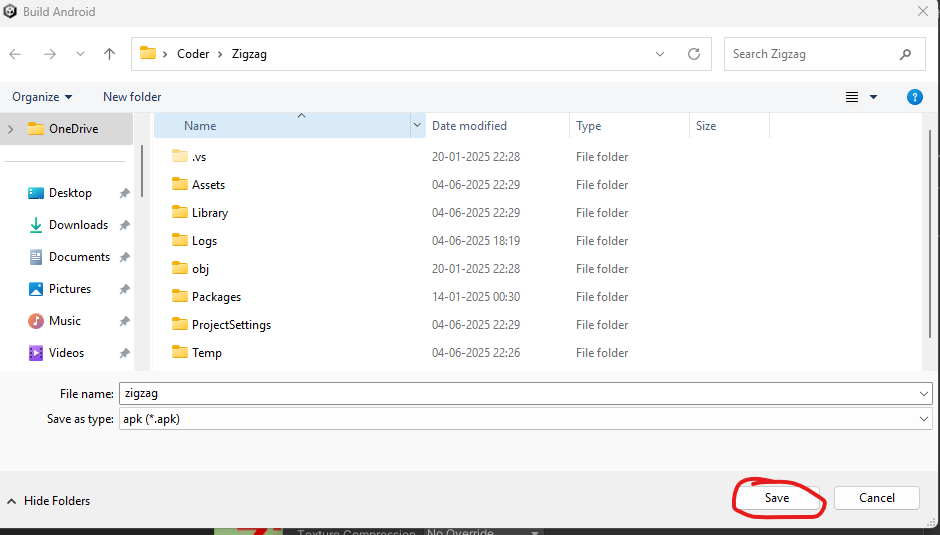 Build Android
Coder Zigzag
Search Zigzag
Organize New folder
OneDrive
Desktop
Downloads
Documents
Pictures
Music
Videos
Name Date modified Type Size
.vs 20-01-2025 22:28 File folder
Assets 04-06-2025 22:29 File folder
Library 04-06-2025 22:29 File folder
Logs 04-06-2025 18:19 File folder
obj 20-01-2025 22:28 File folder
Packages 14-01-2025 00:30 File folder
ProjectSettings 04-06-2025 22:29 File folder
Temp 04-06-2025 22:26 File folder
File name: zigzag
Save as type: apk (*.apk)
Hide Folders Save Cancel
Texture Compression No Override